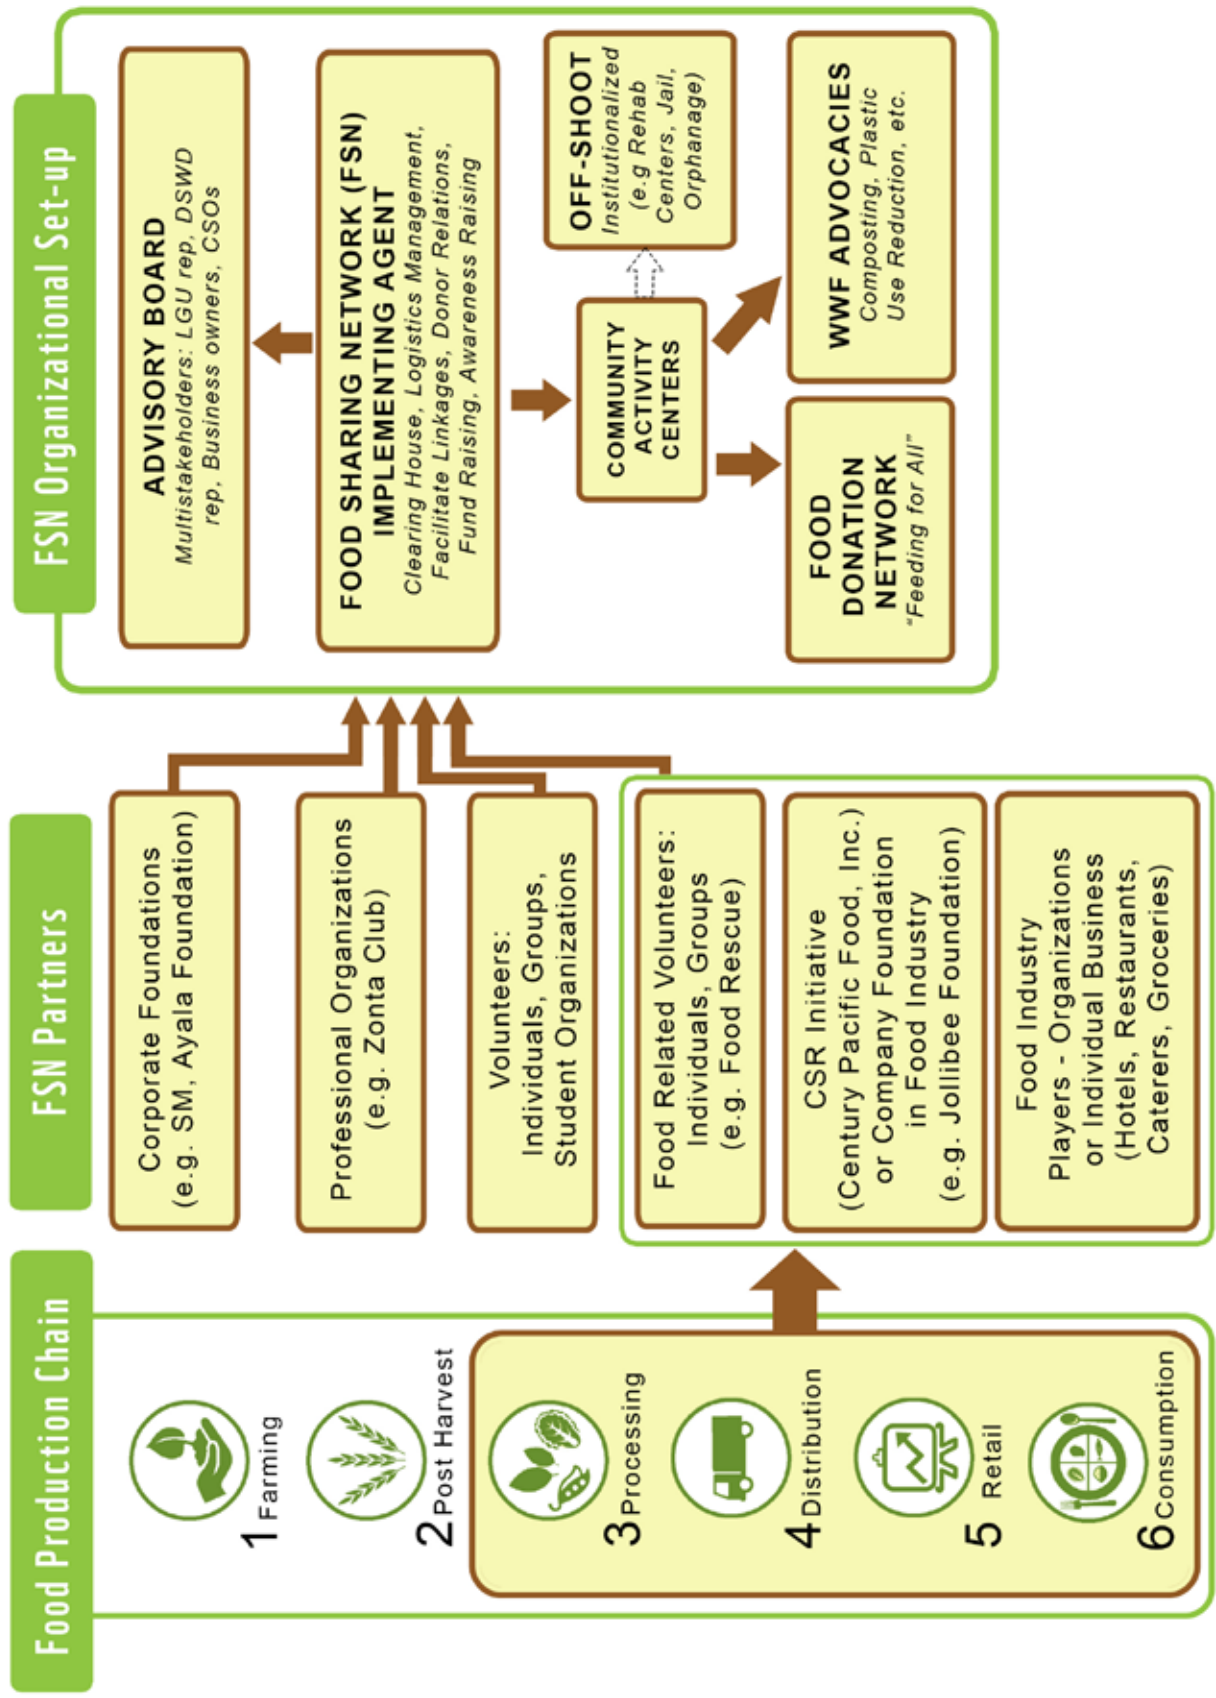 Food Production Chain
1 Farming
2 Post Harvest
3 Processing
4 Distribution
5 Retail
6 Consumption
FSN Partners
Corporate Foundations
(e.g. SM, Ayala Foundation)
Professional Organizations
(e.g. Zonta Club)
Volunteers:
Individuals, Groups,
Student Organizations
Food Related Volunteers:
Individuals, Groups
(e.g. Food Rescue)
CSR Initiative
(Century Pacific Food, Inc.)
or Company Foundation
in Food Industry
(e.g. Jollibee Foundation)
Food Industry
Players - Organizations
or Individual Business
(Hotels, Restaurants,
Caterers, Groceries)
FSN Organizational Set-up
ADVISORY BOARD
Multistakeholders: LGU rep, DSWD
rep, Business owners, CSOs
FOOD SHARING NETWORK (FSN)
IMPLEMENTING AGENT
Clearing House, Logistics Management,
Facilitate Linkages, Donor Relations,
Fund Raising, Awareness Raising
COMMUNITY
ACTIVITY
CENTERS
OFF-SHOOT
Institutionalized
(e.g Rehab
Centers, Jail,
Orphanage)
FOOD
DONATION
NETWORK
“Feeding for All”
WWF ADVOCACIES
Composting, Plastic
Use Reduction, etc.